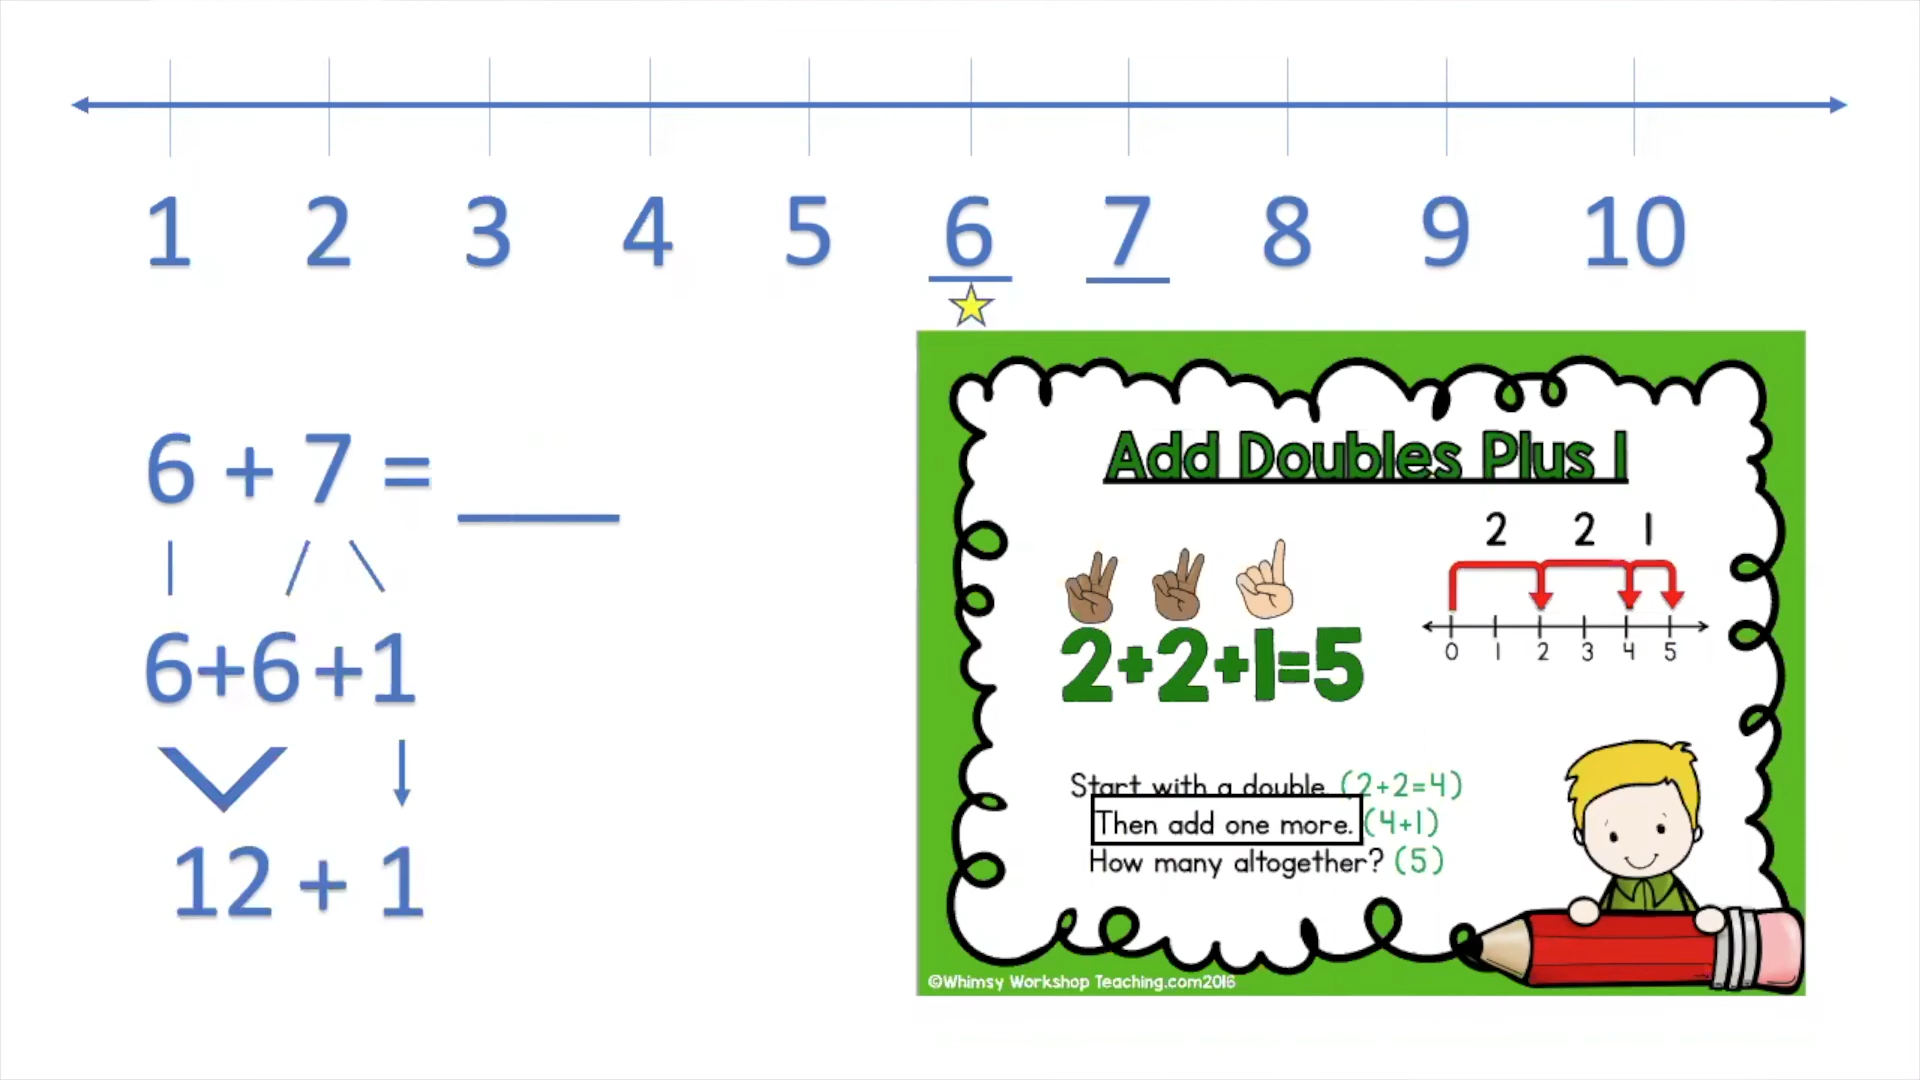 1 2 3 4 5 6 7 8 9 10
6 + 7 = ____
6+6+1
12 + 1
Add Doubles Plus 1
2 2 1
0 1 2 3 4 5
2+2+1=5
Start with a double. (2+2=4)
Then add one more. (4+1)
How many altogether? (5)
©Whimsy Workshop Teaching.com2016